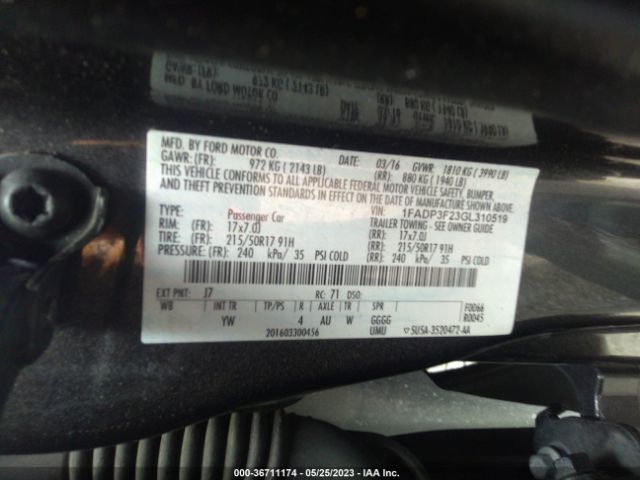 MFD. BY FORD MOTOR CO.
DATE: 03/16 GVWR: 1810 KG ( 3990 LB)
GAWR: (FR): 972 KG ( 2143 LB) (RR): 880 KG ( 1940 LB)
THIS VEHICLE CONFORMS TO ALL APPLICABLE FEDERAL MOTOR VEHICLE SAFETY, BUMPER,
AND THEFT PREVENTION STANDARDS IN EFFECT ON THE DATE OF MANUFACTURE SHOWN ABOVE.
VIN: 1FADP3F23GL310519
TYPE: Passenger Car TRAILER TOWING - SEE OWNER GUIDE
RIM: (FR): 17x7.0J (RR): 17x7.0J
TIRE: (FR): 215/50R17 91H (RR): 215/50R17 91H
PRESSURE: (FR): 240 kPa/ 35 PSI COLD (RR): 240 kPa/ 35 PSI COLD
EXT PNT: J7 RC: 71 DSO: F0066
WB INT TR TP/PS R AXLE TR SPR R0045
YW 4 AU W GGGG
201603300456 UMU 5U5A-3520472-AA
000-36711174 | 05/25/2023 - IAA Inc.